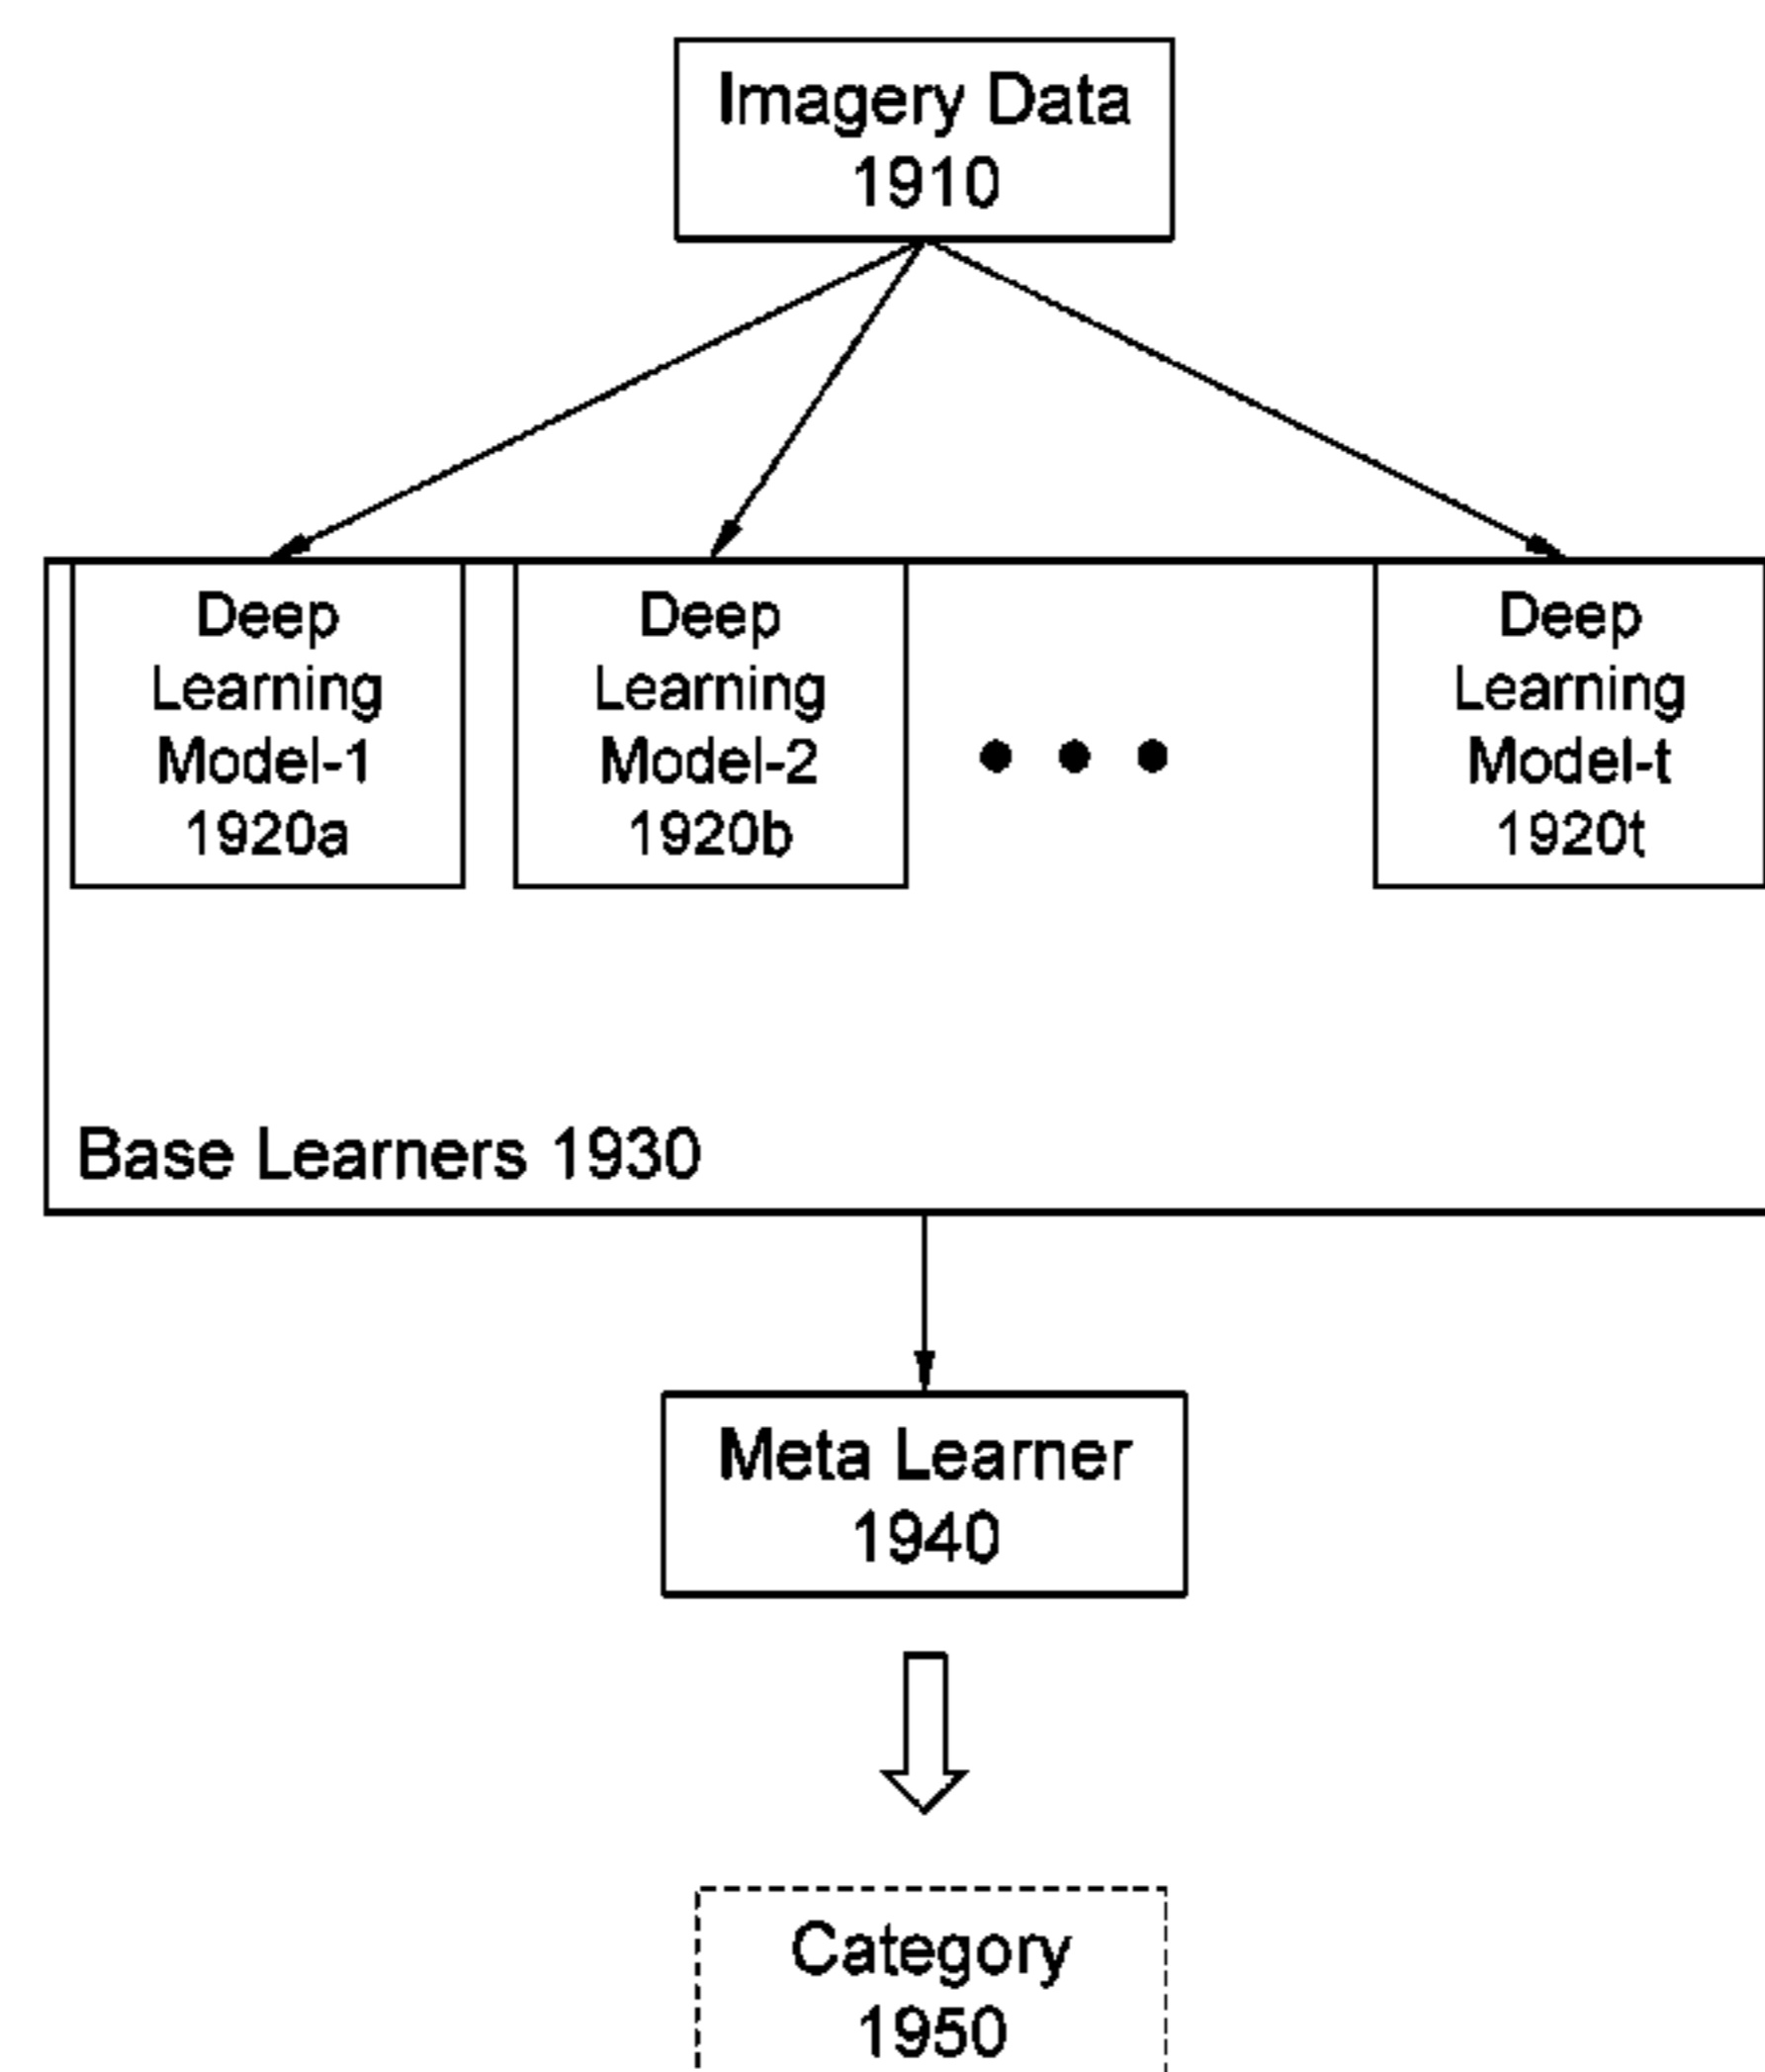 Imagery Data
1910
Deep
Learning
Model-1
1920a
Deep
Learning
Model-2
1920b
Deep
Learning
Model-t
1920t
Base Learners 1930
Meta Learner
1940
Category
1950